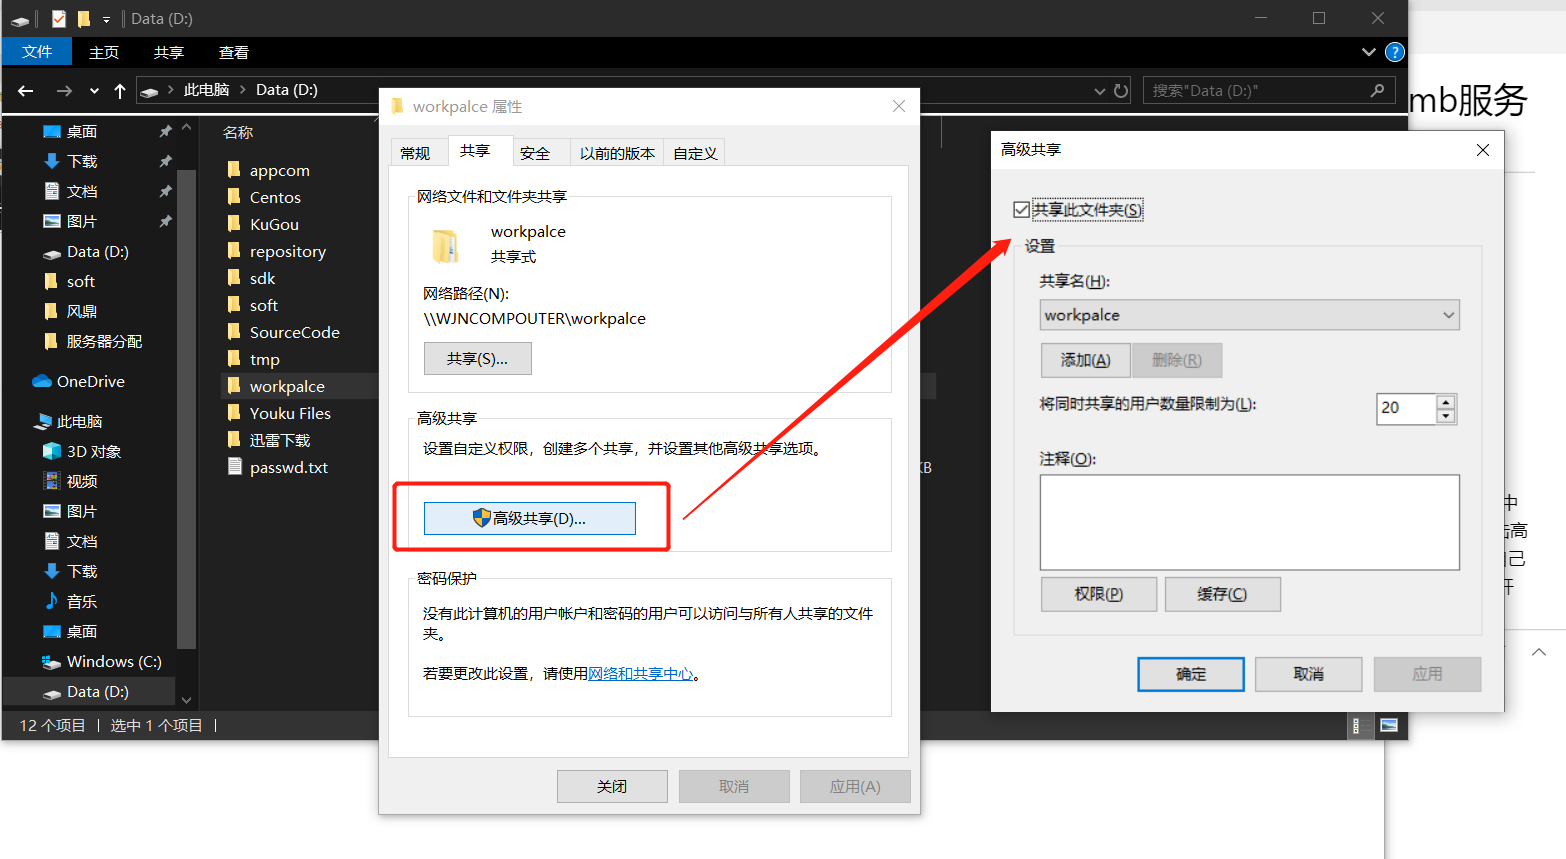 Data (D:)
文件 主页 共享 查看
此电脑 Data (D:)
搜索"Data (D:)"
桌面
下载
文档
图片
Data (D:)
soft
风鼎
服务器分配
OneDrive
此电脑
3D 对象
视频
图片
文档
下载
音乐
桌面
Windows (C:)
Data (D:)
12 个项目 选中 1 个项目
名称
appcom
Centos
KuGou
repository
sdk
soft
SourceCode
tmp
workpalce
Youku Files
迅雷下载
passwd.txt
KB
workpalce 属性
常规 共享 安全 以前的版本 自定义
网络文件和文件夹共享
workpalce
共享式
网络路径(N):
\\WJNCOMPOUTER\workpalce
共享(S)...
高级共享
设置自定义权限，创建多个共享，并设置其他高级共享选项。
高级共享(D)...
密码保护
没有此计算机的用户帐户和密码的用户可以访问与所有人共享的文件
夹。
若要更改此设置，请使用网络和共享中心。
关闭 取消 应用(A)
mb服务
高级共享
共享此文件夹(S)
设置
共享名(H):
workpalce
添加(A) 删除(R)
将同时共享的用户数量限制为(L): 20
注释(O):
权限(P) 缓存(C)
确定 取消 应用
中
击高
自己
开